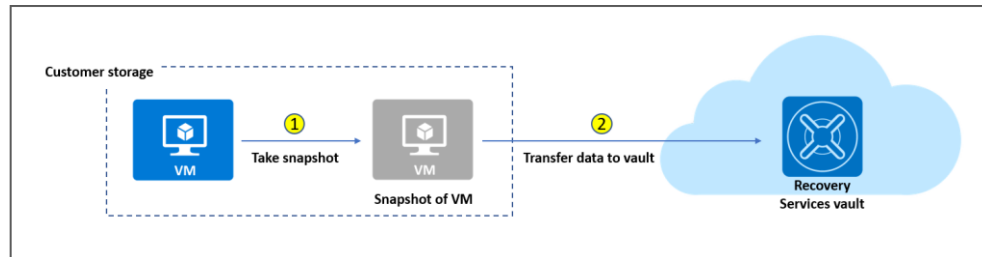 Customer storage
VM
1
Take snapshot
VM
Snapshot of VM
2
Transfer data to vault
Recovery
Services vault